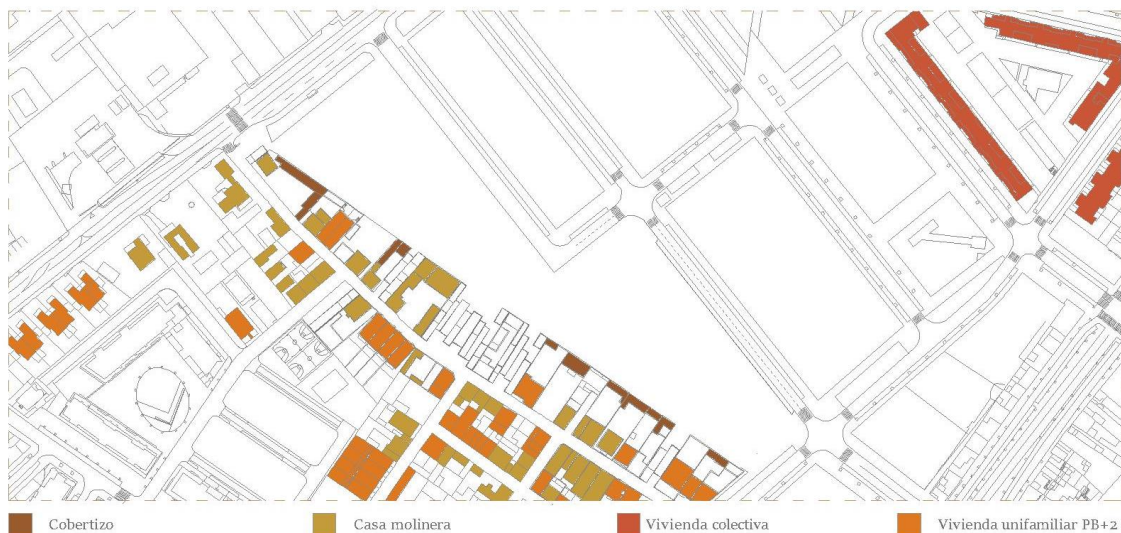 Cobertizo
Casa molinera
Vivienda colectiva
Vivienda unifamiliar PB+2